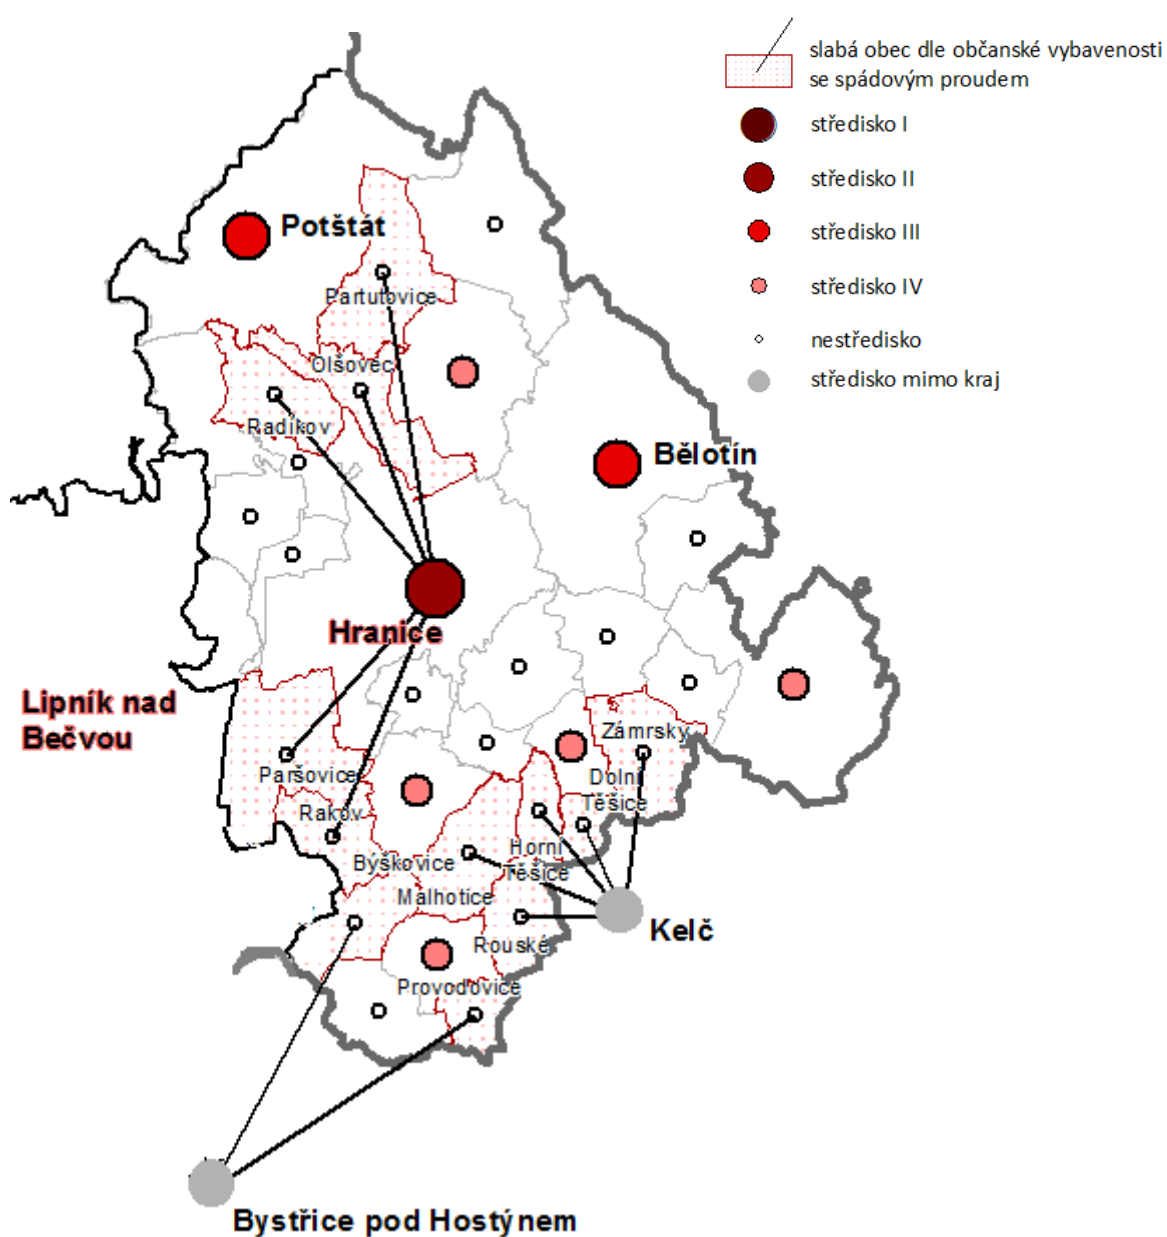 slabá obec dle občanské vybavenosti
se spádovým proudem
středisko I
středisko II
středisko III
středisko IV
nestředisko
středisko mimo kraj
Potštát
Partutovice
Olšovec
Radíkov
Bělotín
Hranice
Lipník nad
Bečvou
Zámrsky
Paršovice
Dolní
Těšice
Rakov
Horní
Těšice
Býškovice
Malhotice
Rouské
Kelč
Provodovice
Bystřice pod Hostýnem